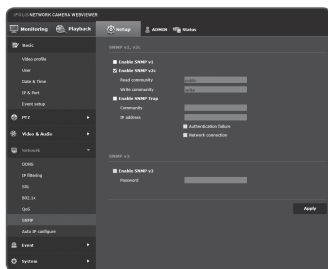 iPOLiS NETWORK CAMERA WEBVIEWER
Monitoring
Playback
Setup
ADMIN
Status
Basic
Video profile
User
Date & Time
IP & Port
Event setup
PTZ
Video & Audio
Network
DDNS
IP filtering
SSL
802.1x
QoS
SNMP
Auto IP configure
Event
System
SNMP v1, v2c
Enable SNMP v1
Enable SNMP v2c
Read community public
Write community write
Enable SNMP Trap
Community
IP address
Authentication failure
Network connection
SNMP v3
Enable SNMP v3
Password
Apply